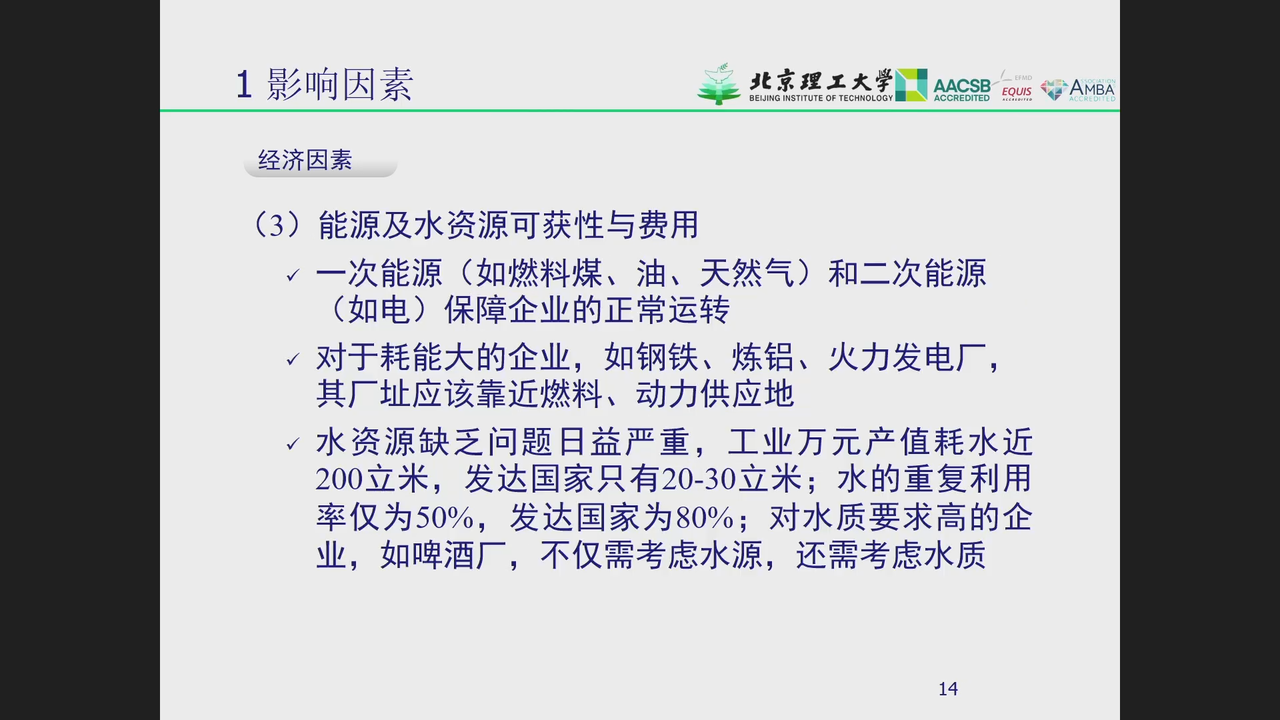 1 影响因素
北京理工大学
BEIJING INSTITUTE OF TECHNOLOGY
AACSB
ACCREDITED
EFMD
EQUIS
ACCREDITED
ASSOCIATION
AMBA
ACCREDITED
经济因素
（3）能源及水资源可获性与费用
✓ 一次能源（如燃料煤、油、天然气）和二次能源
（如电）保障企业的正常运转
✓ 对于耗能大的企业，如钢铁、炼铝、火力发电厂，
其厂址应该靠近燃料、动力供应地
✓ 水资源缺乏问题日益严重，工业万元产值耗水近
200立米，发达国家只有20-30立米；水的重复利用
率仅为50%，发达国家为80%；对水质要求高的企
业，如啤酒厂，不仅需考虑水源，还需考虑水质
14